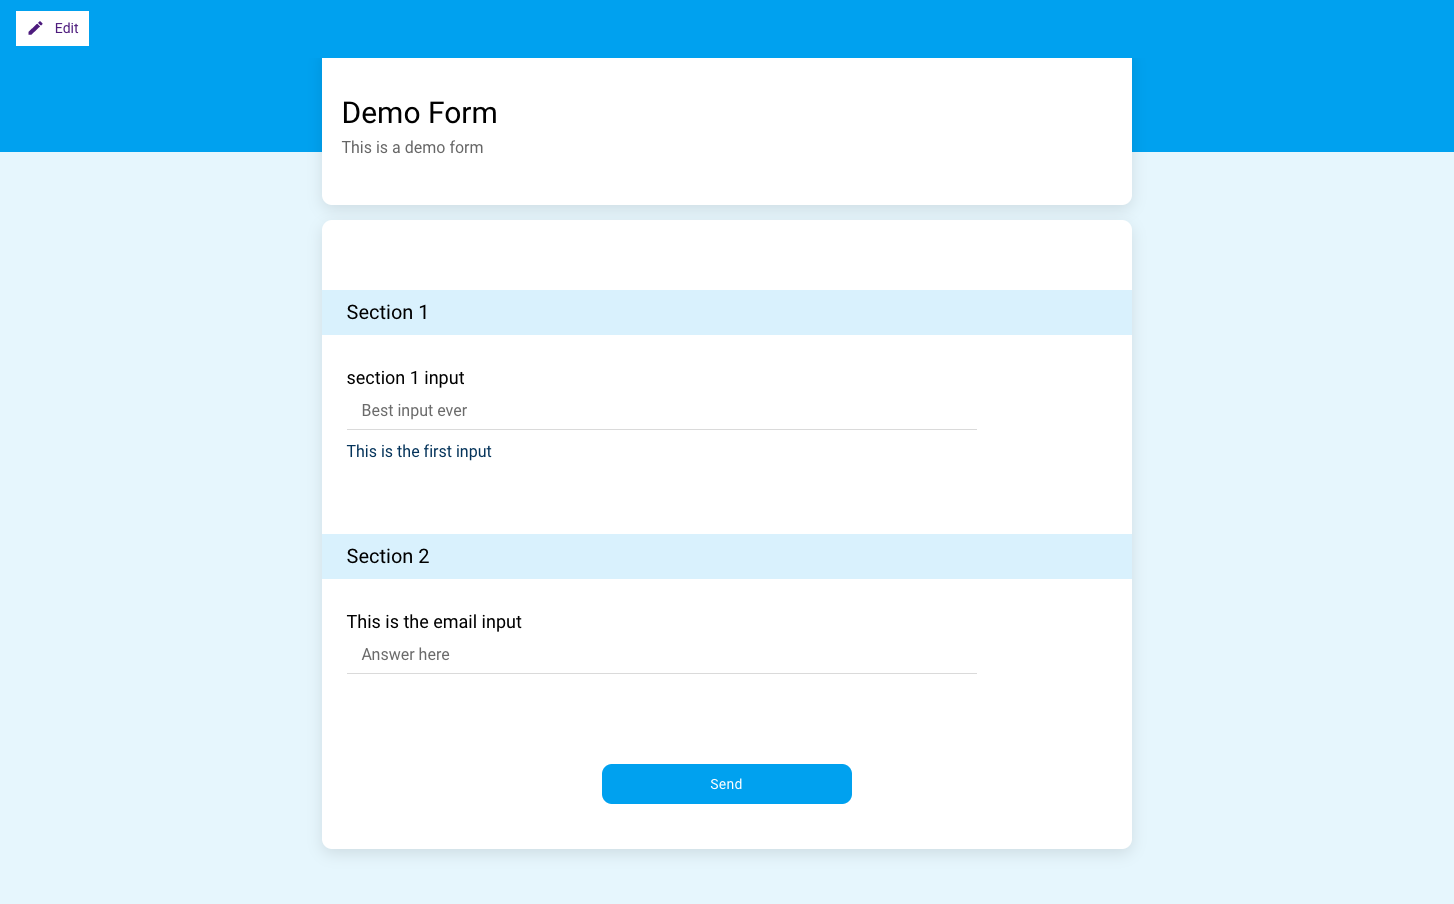 Edit
Demo Form
This is a demo form
Section 1
section 1 input
Best input ever
This is the first input
Section 2
This is the email input
Answer here
Send